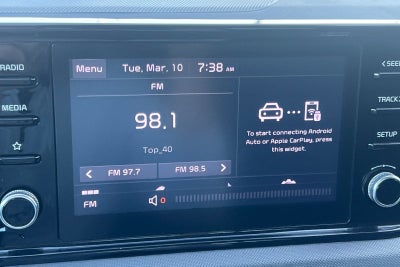 RADIO
MEDIA
Menu
Tue, Mar, 10
7:38 AM
FM
98.1
Top_40
< FM 97.7
FM 98.5 >
FM
0
To start connecting Android
Auto or Apple CarPlay, press
this widget.
< SEE
TRACK
SETUP